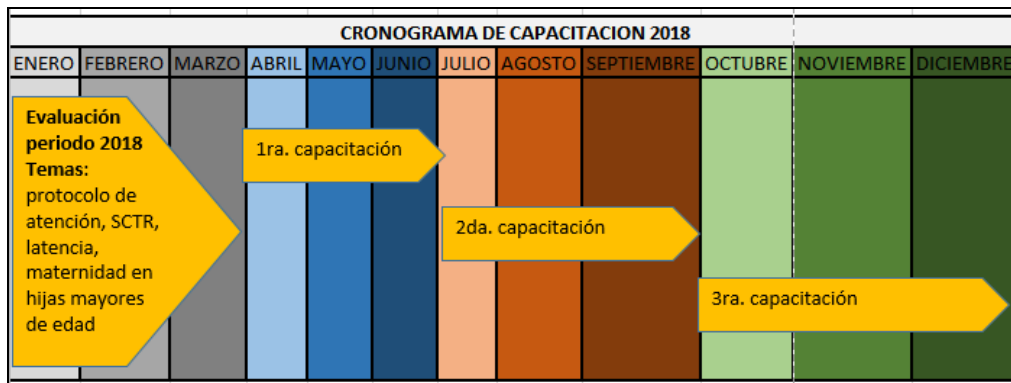 CRONOGRAMA DE CAPACITACION 2018
ENERO FEBRERO MARZO ABRIL MAYO JUNIO JULIO AGOSTO SEPTIEMBRE OCTUBRE NOVIEMBRE DICIEMBRE
Evaluación
periodo 2018
Temas:
protocolo de
atención, SCTR,
latencia,
maternidad en
hijas mayores
de edad
1ra. capacitación
2da. capacitación
3ra. capacitación